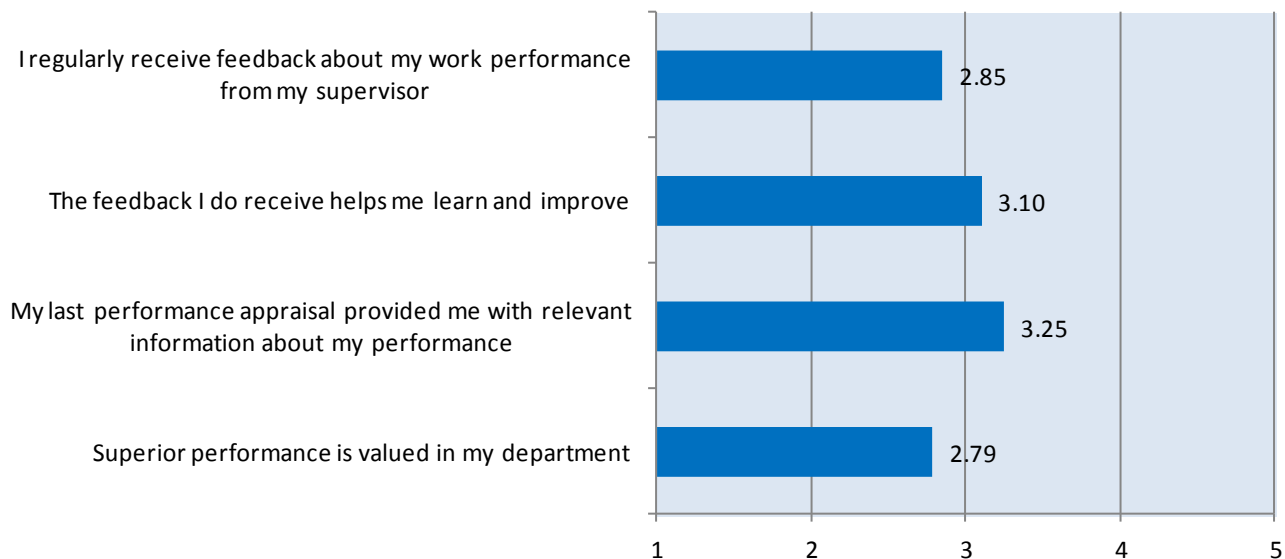 I regularly receive feedback about my work performance
from my supervisor
2.85
The feedback I do receive helps me learn and improve
3.10
My last performance appraisal provided me with relevant
information about my performance
3.25
Superior performance is valued in my department
2.79
1 2 3 4 5